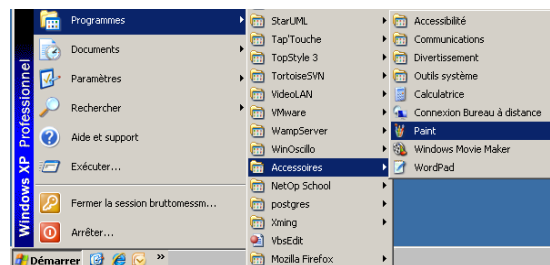 Windows XP Professionnel
Programmes
Documents
Paramètres
Rechercher
Aide et support
Exécuter...
Fermer la session bruttomessm...
Arrêter...
Démarrer
»
StarUML
Tap'Touche
TopStyle 3
TortoiseSVN
VideoLAN
VMware
WampServer
WinOscillo
Accessoires
NetOp School
postgres
Xming
VbsEdit
Mozilla Firefox
Accessibilité
Communications
Divertissement
Outils système
Calculatrice
Connexion Bureau à distance
Paint
Windows Movie Maker
WordPad